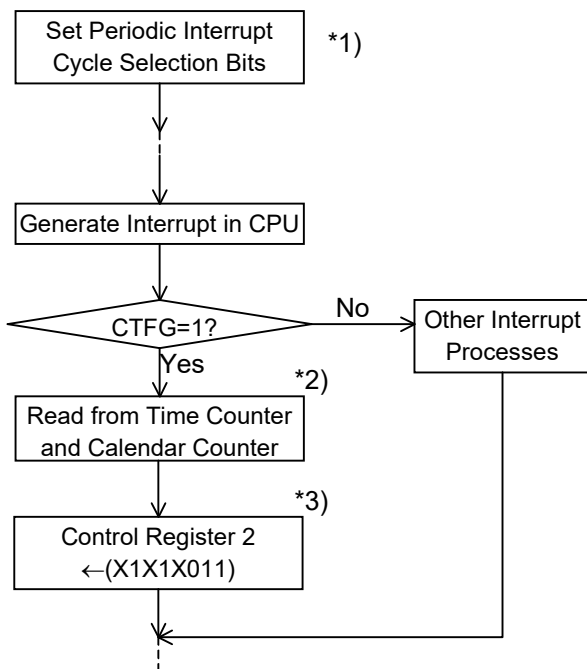 Set Periodic Interrupt
Cycle Selection Bits
*1)
Generate Interrupt in CPU
CTFG=1?
No
Other Interrupt
Processes
Yes
*2)
Read from Time Counter
and Calendar Counter
*3)
Control Register 2
←(X1X1X011)